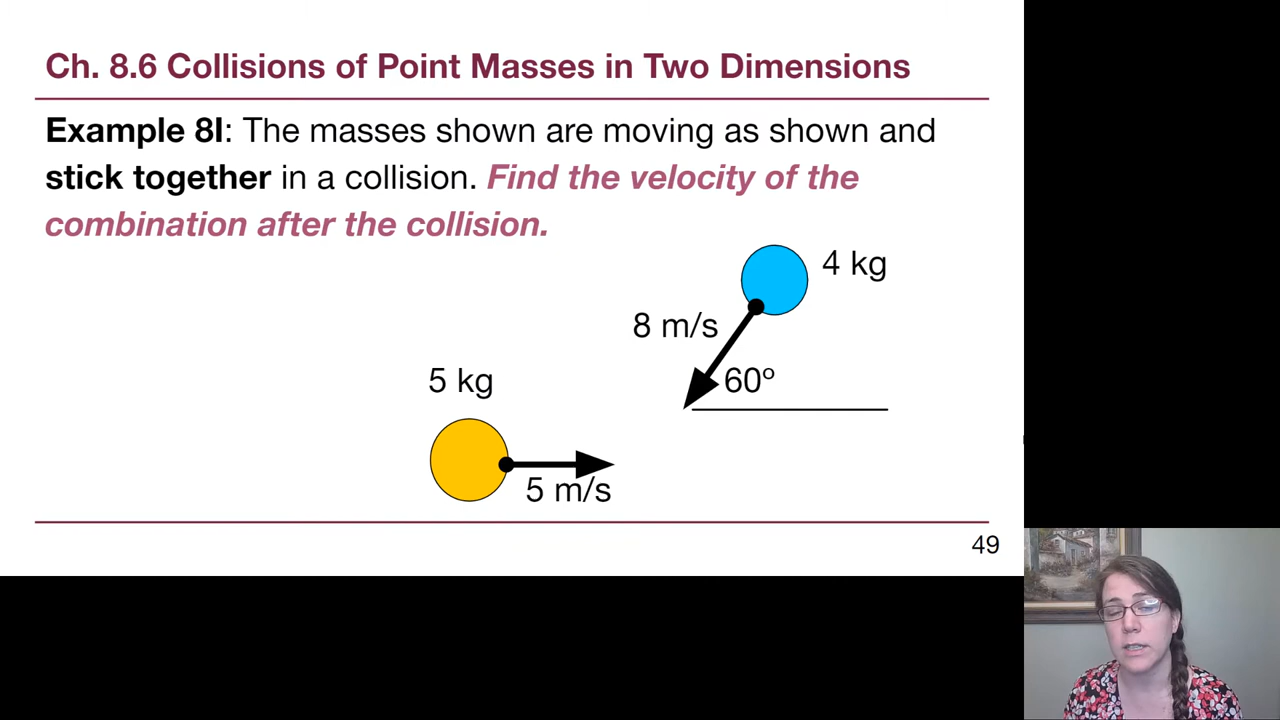 Ch. 8.6 Collisions of Point Masses in Two Dimensions
Example 8I: The masses shown are moving as shown and
stick together in a collision. Find the velocity of the
combination after the collision.
4 kg
8 m/s
60º
5 kg
5 m/s
49